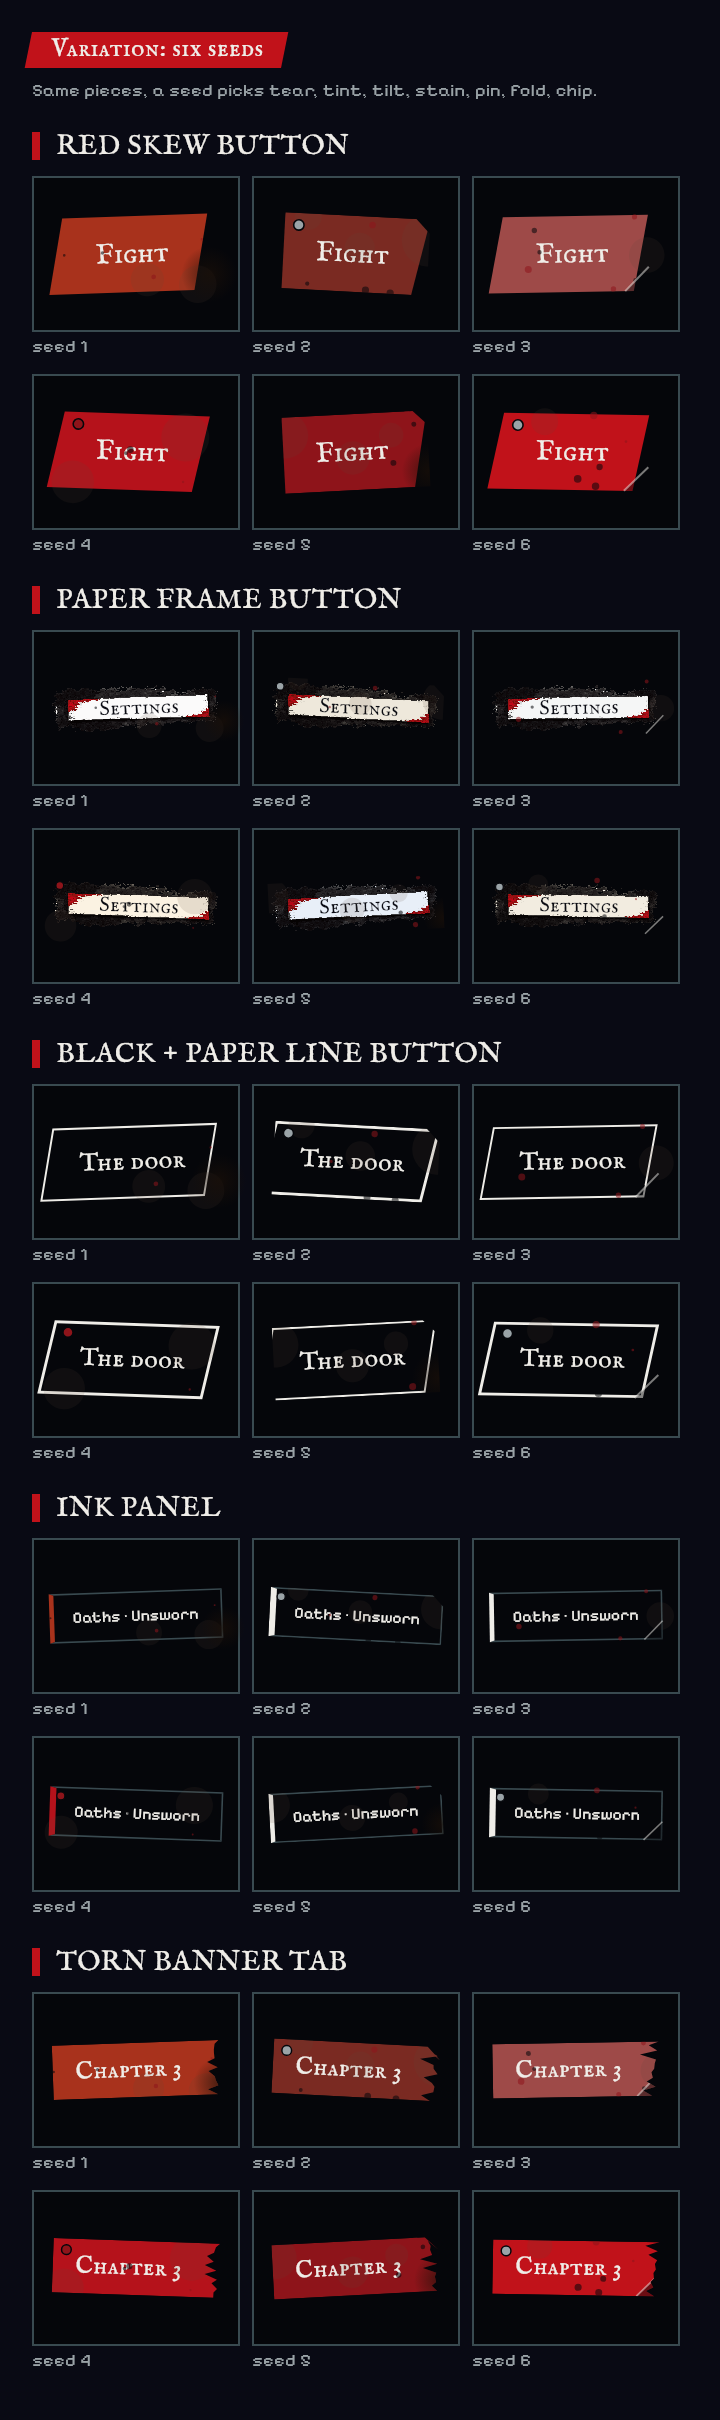 Variation: six seeds
Same pieces, a seed picks tear, tint, tilt, stain, pin, fold, chip.
RED SKEW BUTTON
Fight Fight Fight
seed 1 seed 2 seed 3
Fight Fight Fight
seed 4 seed 5 seed 6
PAPER FRAME BUTTON
Settings Settings Settings
seed 1 seed 2 seed 3
Settings Settings Settings
seed 4 seed 5 seed 6
BLACK + PAPER LINE BUTTON
The door The door The door
seed 1 seed 2 seed 3
The door The door The door
seed 4 seed 5 seed 6
INK PANEL
Oaths · Unsworn Oaths · Unsworn Oaths · Unsworn
seed 1 seed 2 seed 3
Oaths · Unsworn Oaths · Unsworn Oaths · Unsworn
seed 4 seed 5 seed 6
TORN BANNER TAB
Chapter 3 Chapter 3 Chapter 3
seed 1 seed 2 seed 3
Chapter 3 Chapter 3 Chapter 3
seed 4 seed 5 seed 6